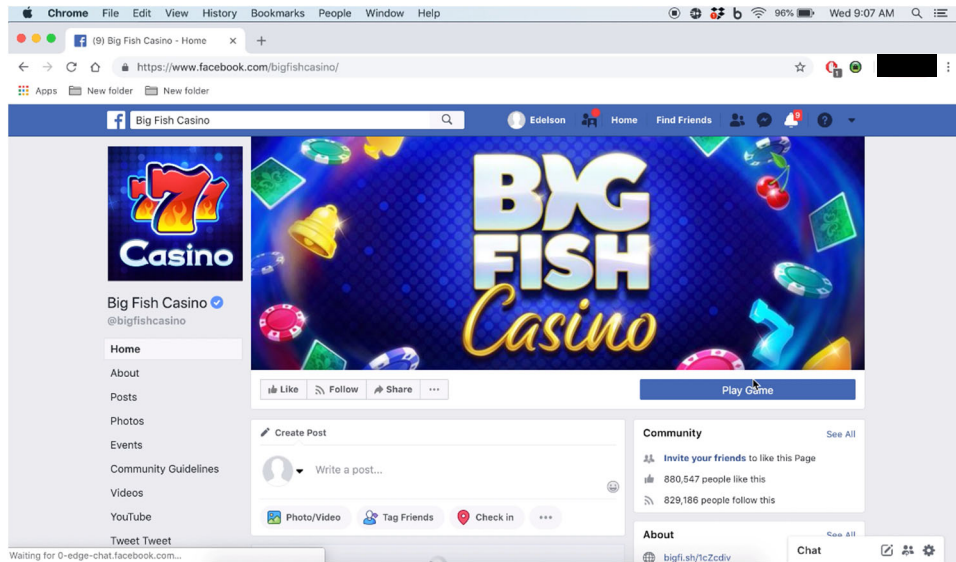 Chrome File Edit View History Bookmarks People Window Help 96% Wed 9:07 AM
(9) Big Fish Casino - Home
https://www.facebook.com/bigfishcasino/
1
Apps New folder New folder
Big Fish Casino Edelson Home Find Friends 9
777
Casino
BIG
FISH
Casino
Big Fish Casino
@bigfishcasino
Home
About
Posts
Photos
Events
Community Guidelines
Videos
YouTube
Tweet Tweet
Like Follow Share ...
Play Game
Create Post
Write a post...
Photo/Video Tag Friends Check in ...
Community See All
Invite your friends to like this Page
880,547 people like this
829,186 people follow this
About See All
bigfi.sh/1cZcdiv
Chat
Waiting for 0-edge-chat.facebook.com...